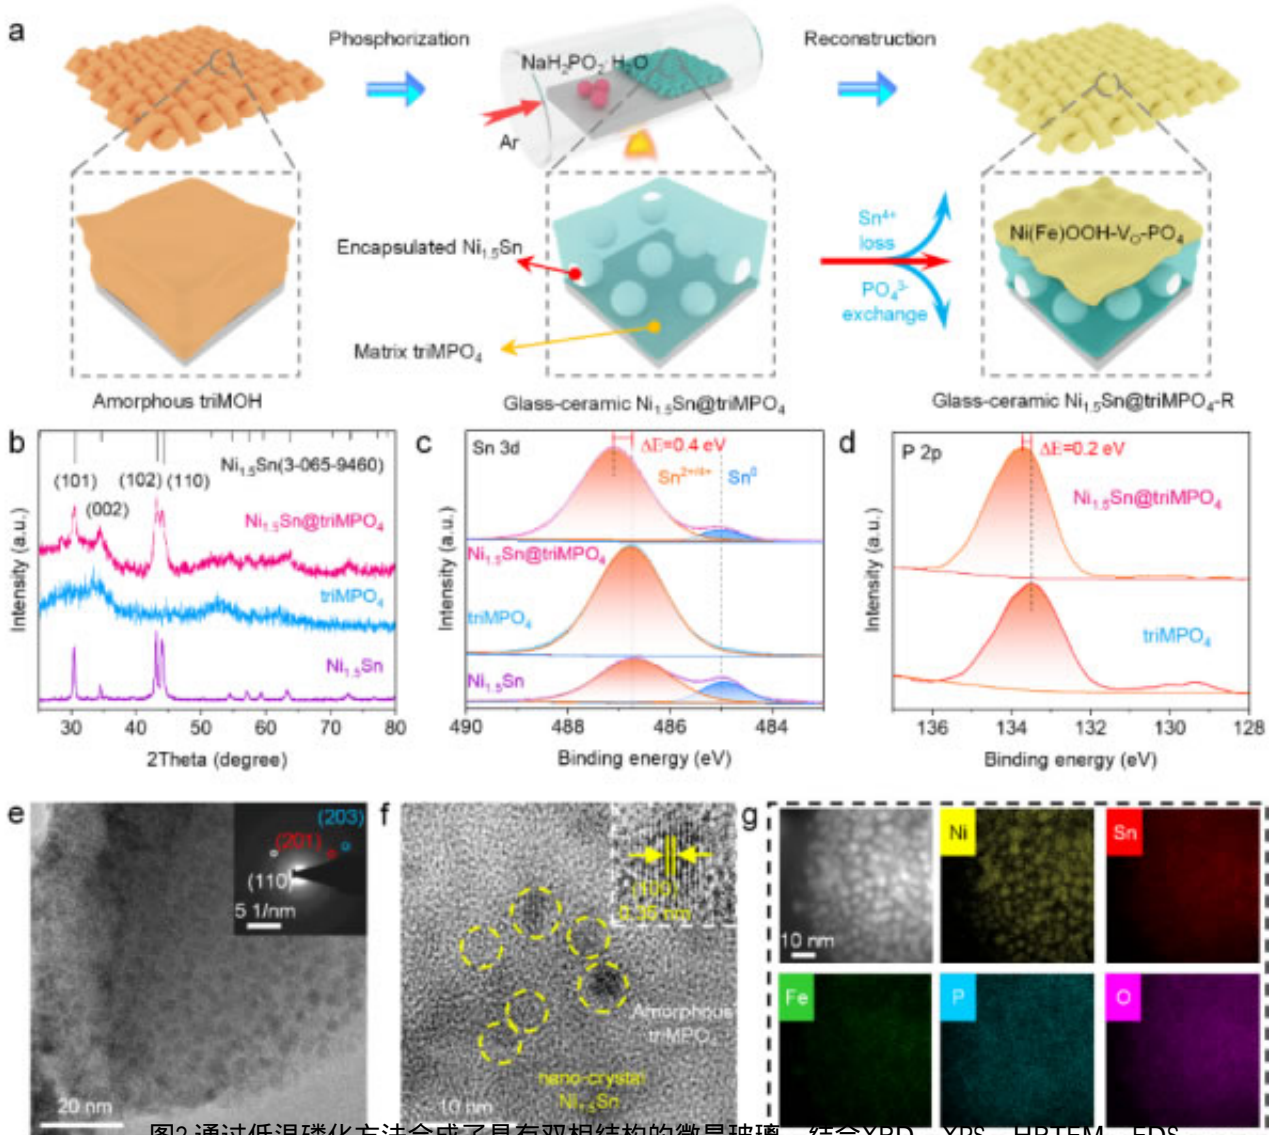 a
Phosphorization
Reconstruction
NaH₂PO₂·H₂O
Ar
Encapsulated Ni₁.₅Sn
Matrix triMPO₄
Sn⁴⁺
loss
PO₄³⁻
exchange
Ni(Fe)OOH-V₀-PO₄
Amorphous triMOH
Glass-ceramic Ni₁.₅Sn@triMPO₄
Glass-ceramic Ni₁.₅Sn@triMPO₄-R
b
Ni₁.₅Sn(3-065-9460)
(101)
(002)
(102)
(110)
Ni₁.₅Sn@triMPO₄
triMPO₄
Ni₁.₅Sn
Intensity (a.u.)
30 40 50 60 70 80
2Theta (degree)
c
Sn 3d
ΔE=0.4 eV
Sn²⁺/⁴⁺
Sn⁰
Ni₁.₅Sn@triMPO₄
triMPO₄
Ni₁.₅Sn
Intensity (a.u.)
490 488 486 484
Binding energy (eV)
d
P 2p
ΔE=0.2 eV
Ni₁.₅Sn@triMPO₄
triMPO₄
Intensity (a.u.)
136 134 132 130 128
Binding energy (eV)
e
(203)
(201)
(110)
5 1/nm
20 nm
f
(100)
0.35 nm
Amorphous
triMPO₄
nano-crystal
Ni₁.₅Sn
10 nm
g
10 nm
Ni
Sn
Fe
P
O